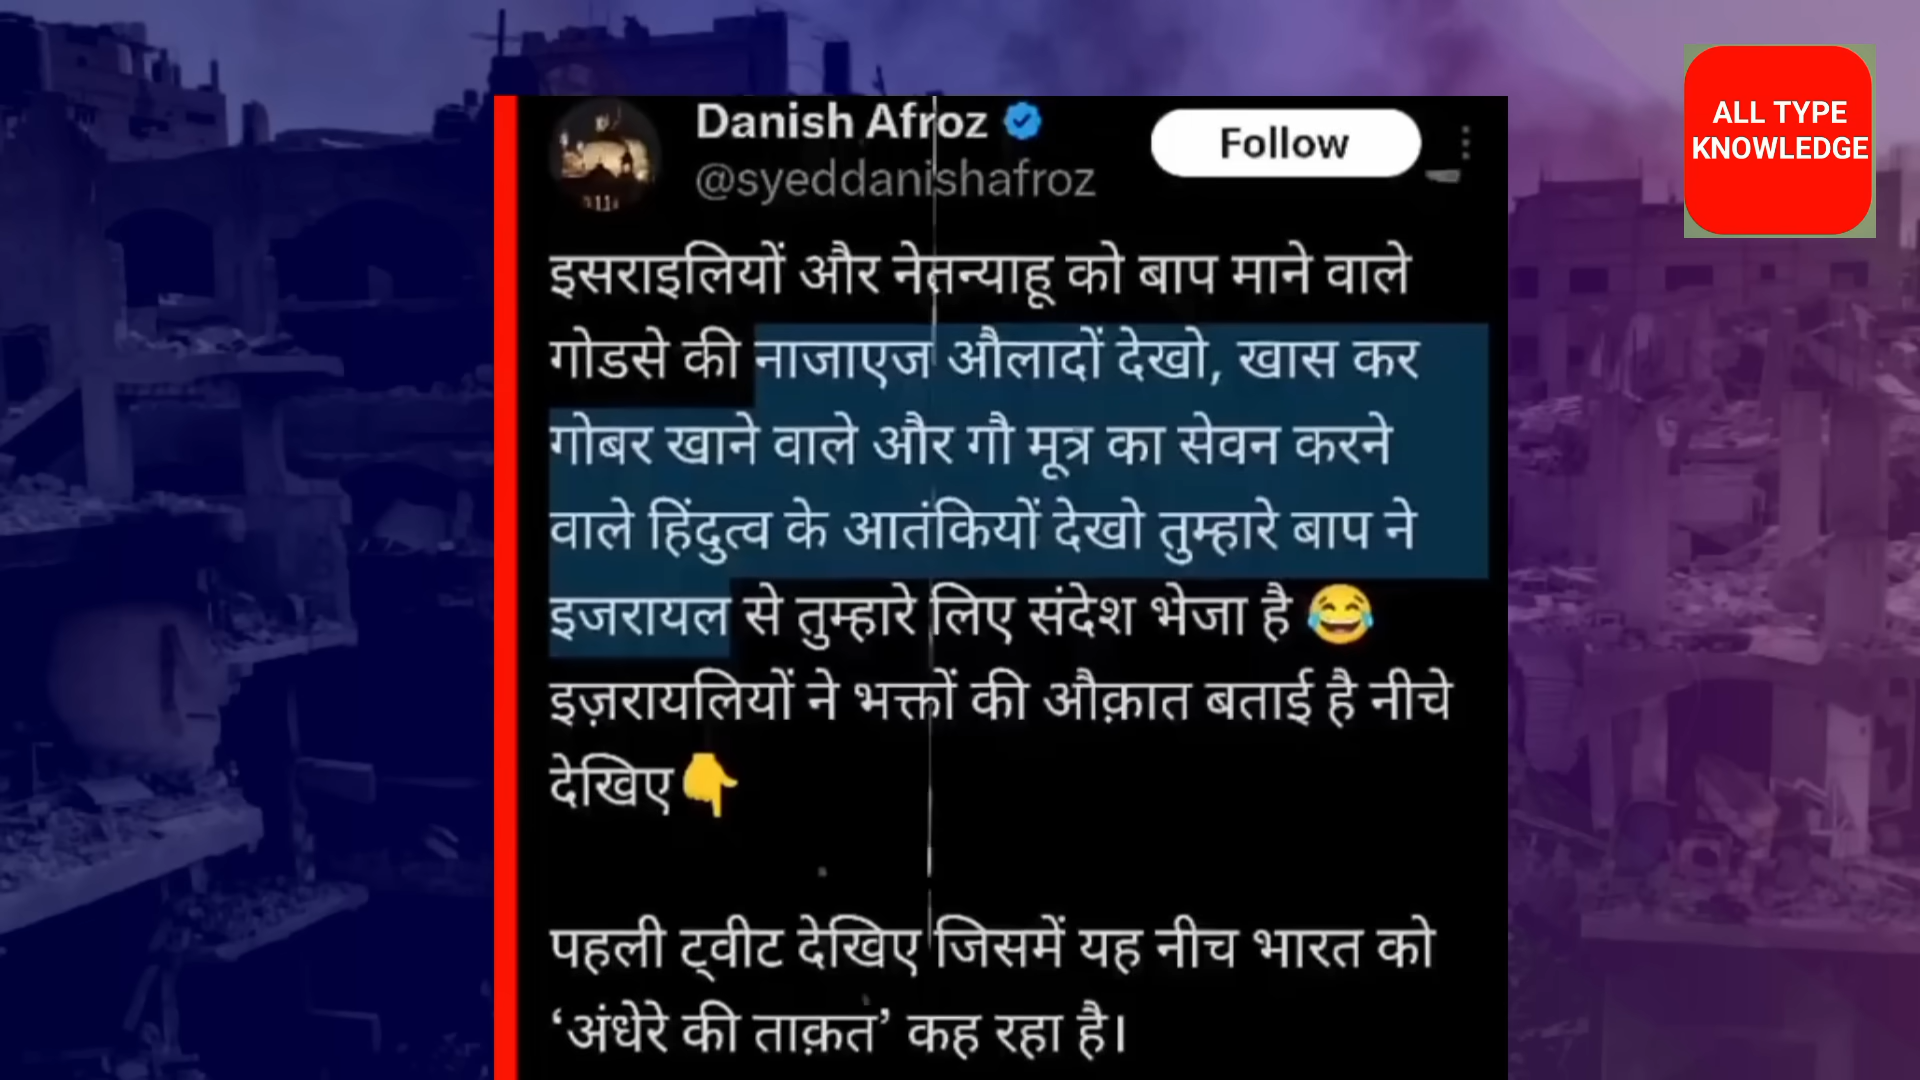 Danish Afroz
@syeddanishafroz
Follow
ALL TYPE
KNOWLEDGE
इसराइलियों और नेतन्याहू को बाप माने वाले
गोडसे की नाजाएज औलादों देखो, खास कर
गोबर खाने वाले और गौ मूत्र का सेवन करने
वाले हिंदुत्व के आतंकियों देखो तुम्हारे बाप ने
इजरायल से तुम्हारे लिए संदेश भेजा है 😂
इज़रायलियों ने भक्तों की औक़ात बताई है नीचे
देखिए👇
पहली ट्वीट देखिए जिसमें यह नीच भारत को
‘अंधेरे की ताक़त’ कह रहा है।